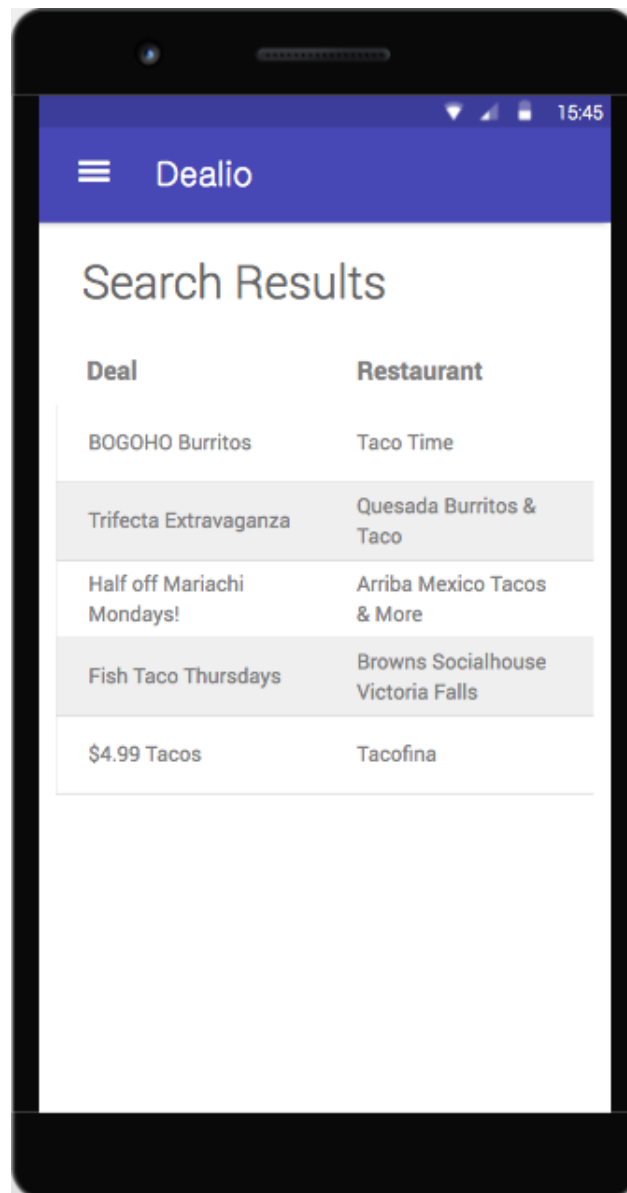 15:45
Dealio
Search Results
Deal Restaurant
BOGOHO Burritos Taco Time
Trifecta Extravaganza Quesada Burritos &
Taco
Half off Mariachi Arriba Mexico Tacos
Mondays! & More
Fish Taco Thursdays Browns Socialhouse
Victoria Falls
$4.99 Tacos Tacofina